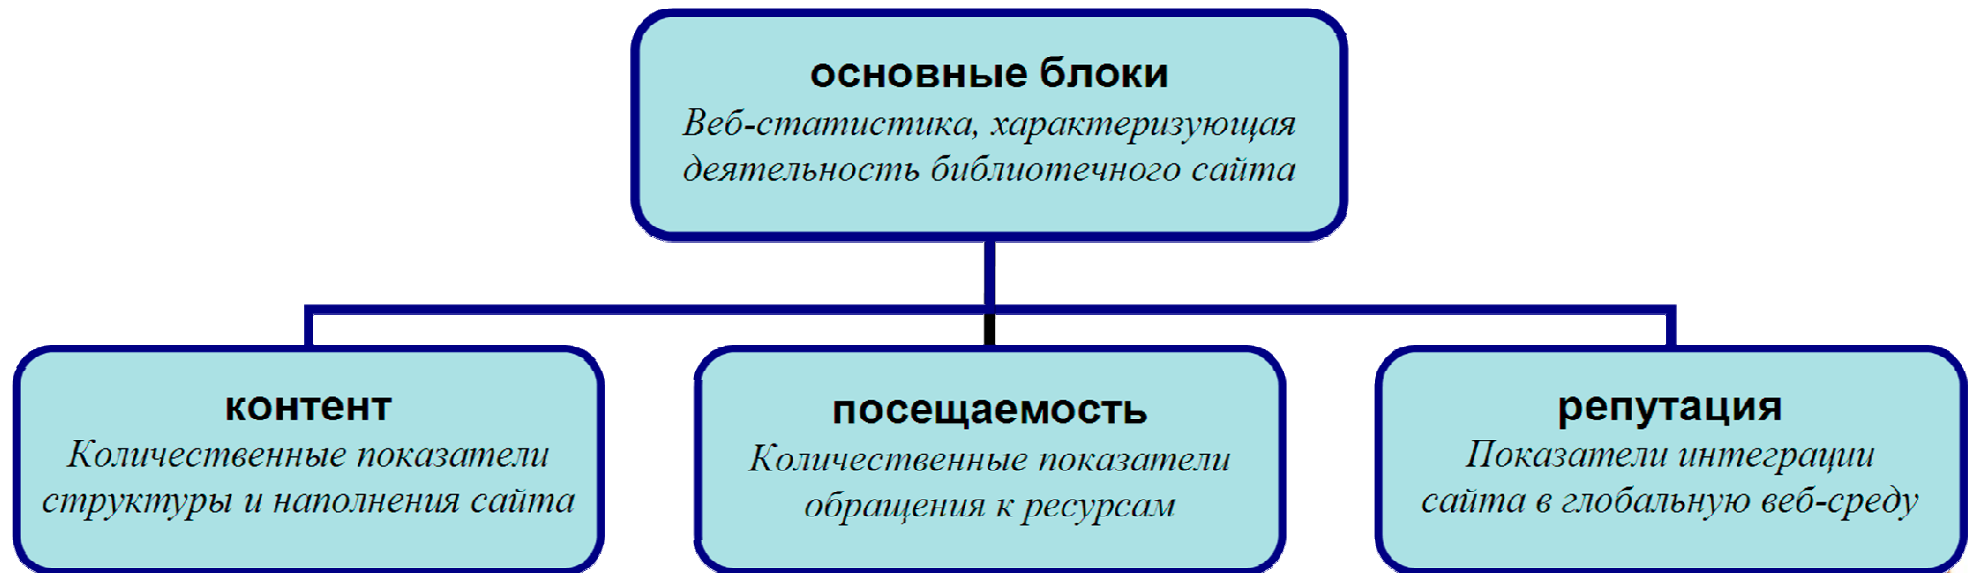 основные блоки
Веб-статистика, характеризующая
деятельность библиотечного сайта
контент
Количественные показатели
структуры и наполнения сайта
посещаемость
Количественные показатели
обращения к ресурсам
репутация
Показатели интеграции
сайта в глобальную веб-среду